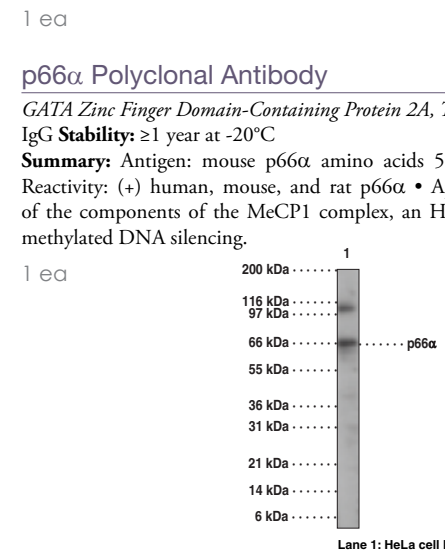 1 ea
p66α Polyclonal Antibody
GATA Zinc Finger Domain-Containing Protein 2A,
IgG Stability: ≥1 year at -20°C
Summary: Antigen: mouse p66α amino acids 5
Reactivity: (+) human, mouse, and rat p66α • A
of the components of the MeCP1 complex, an H
methylated DNA silencing.
1 ea
1
200 kDa
116 kDa
97 kDa
66 kDa p66α
55 kDa
36 kDa
31 kDa
21 kDa
14 kDa
6 kDa
Lane 1: HeLa cell